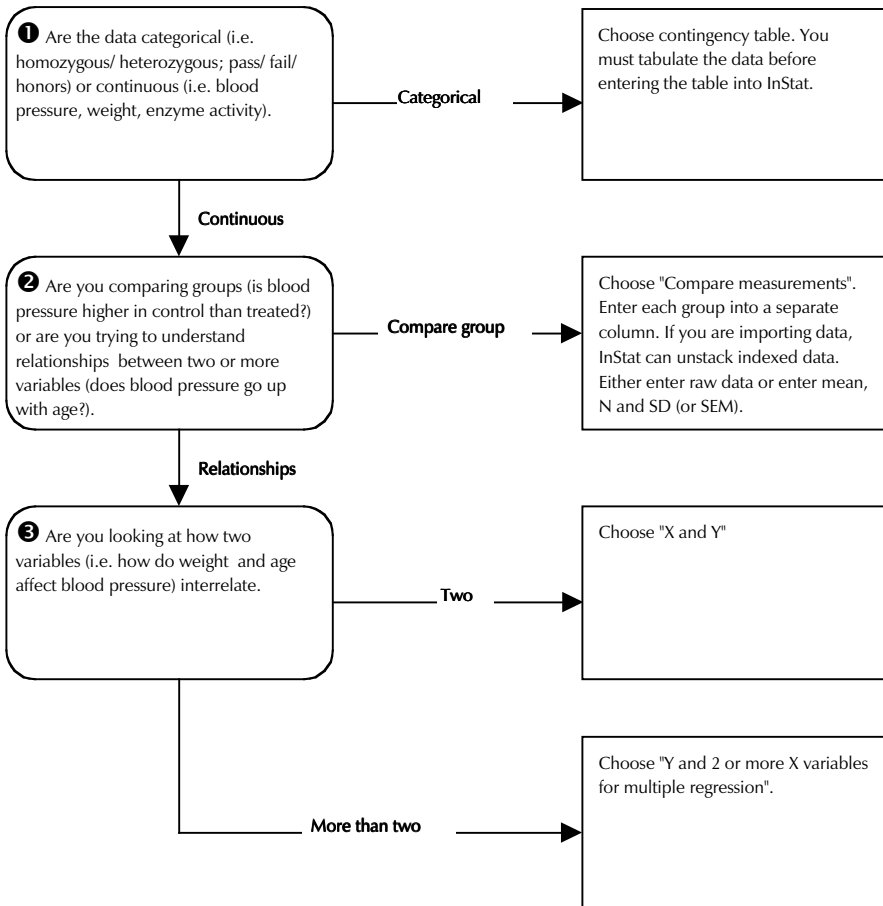 ❶ Are the data categorical (i.e.
homozygous/ heterozygous; pass/ fail/
honors) or continuous (i.e. blood
pressure, weight, enzyme activity).
Categorical
Choose contingency table. You
must tabulate the data before
entering the table into InStat.
Continuous
❷ Are you comparing groups (is blood
pressure higher in control than treated?)
or are you trying to understand
relationships between two or more
variables (does blood pressure go up
with age?).
Compare group
Choose "Compare measurements".
Enter each group into a separate
column. If you are importing data,
InStat can unstack indexed data.
Either enter raw data or enter mean,
N and SD (or SEM).
Relationships
❸ Are you looking at how two
variables (i.e. how do weight and age
affect blood pressure) interrelate.
Two
Choose "X and Y"
More than two
Choose "Y and 2 or more X variables
for multiple regression".